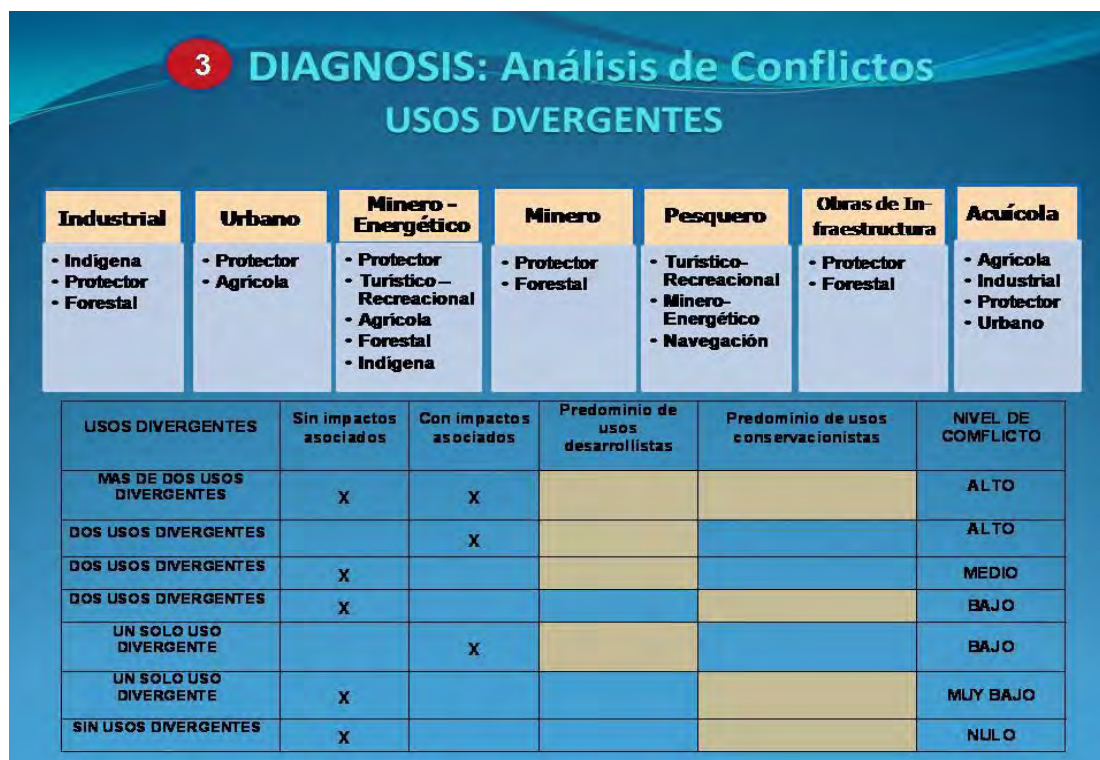 3 DIAGNOSIS: Análisis de Conflictos
USOS DVERGENTES
Industrial
• Indígena
• Protector
• Forestal
Urbano
• Protector
• Agrícola
Minero -
Energético
• Protector
• Turístico –
Recreacional
• Agrícola
• Forestal
• Indígena
Minero
• Protector
• Forestal
Pesquero
• Turístico-
Recreacional
• Minero-
Energético
• Navegación
Obras de In-
fraestructura
• Protector
• Forestal
Acuícola
• Agrícola
• Industrial
• Protector
• Urbano
USOS DIVERGENTES
Sin impactos
asociados
Con impactos
asociados
Predominio de
usos
desarrollistas
Predominio de usos
conservacionistas
NIVEL DE
COMFLICTO
MAS DE DOS USOS
DIVERGENTES
X X ALTO
DOS USOS DIVERGENTES X ALTO
DOS USOS DIVERGENTES X MEDIO
DOS USOS DIVERGENTES X BAJO
UN SOLO USO
DIVERGENTE
X BAJO
UN SOLO USO
DIVERGENTE
X MUY BAJO
SIN USOS DIVERGENTES X NULO